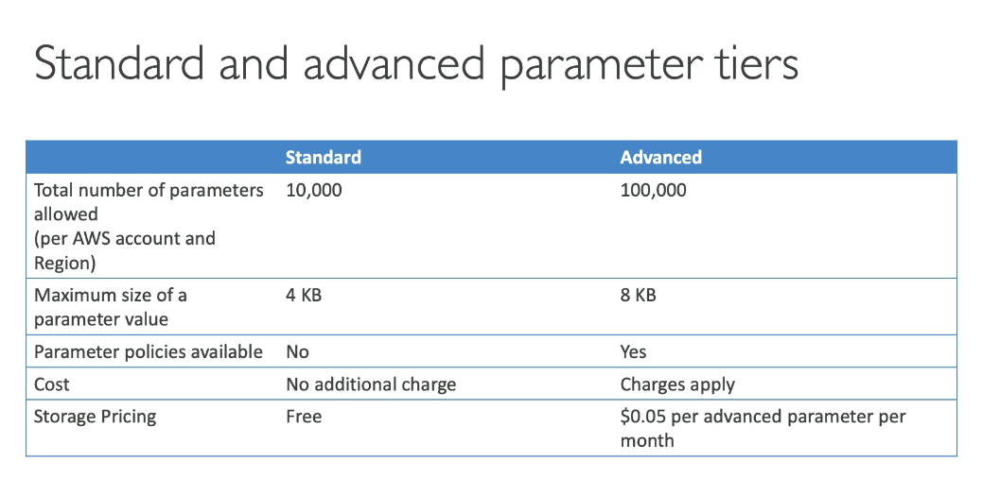 Standard and advanced parameter tiers
Standard Advanced
Total number of parameters 10,000 100,000
allowed
(per AWS account and
Region)
Maximum size of a 4 KB 8 KB
parameter value
Parameter policies available No Yes
Cost No additional charge Charges apply
Storage Pricing Free $0.05 per advanced parameter per
month